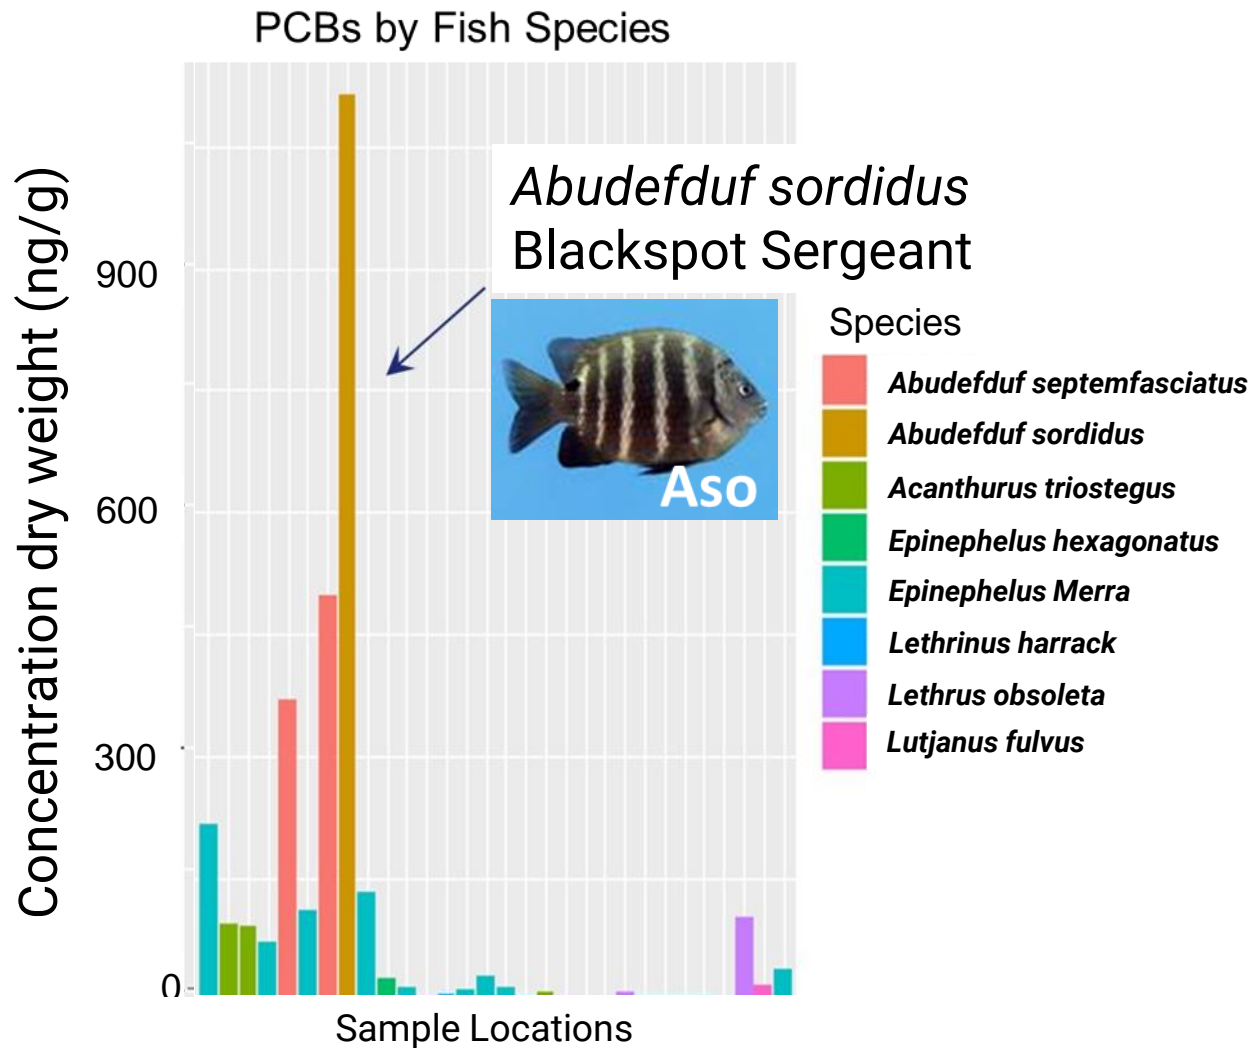 PCBs by Fish Species
Concentration dry weight (ng/g)
900
600
300
0
Sample Locations
Abudefduf sordidus
Blackspot Sergeant
Aso
Species
Abudefduf septemfasciatus
Abudefduf sordidus
Acanthurus triostegus
Epinephelus hexagonatus
Epinephelus Merra
Lethrinus harrack
Lethrus obsoleta
Lutjanus fulvus